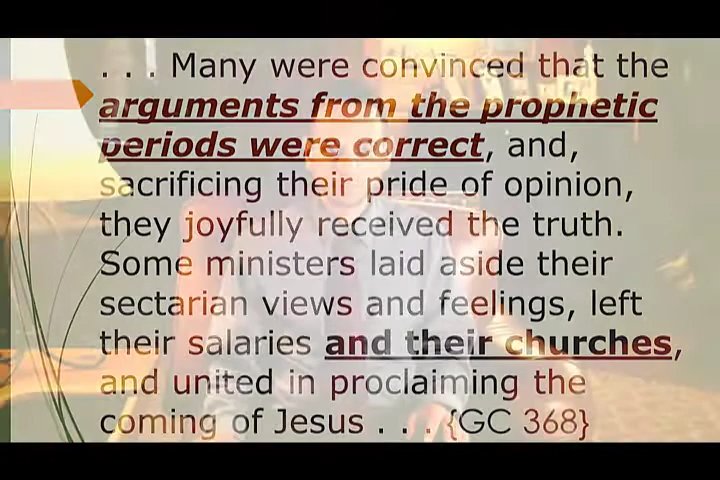 . . . Many were convinced that the
arguments from the prophetic
periods were correct, and,
sacrificing their pride of opinion,
they joyfully received the truth.
Some ministers laid aside their
sectarian views and feelings, left
their salaries and their churches,
and united in proclaiming the
coming of Jesus . . . {GC 368}